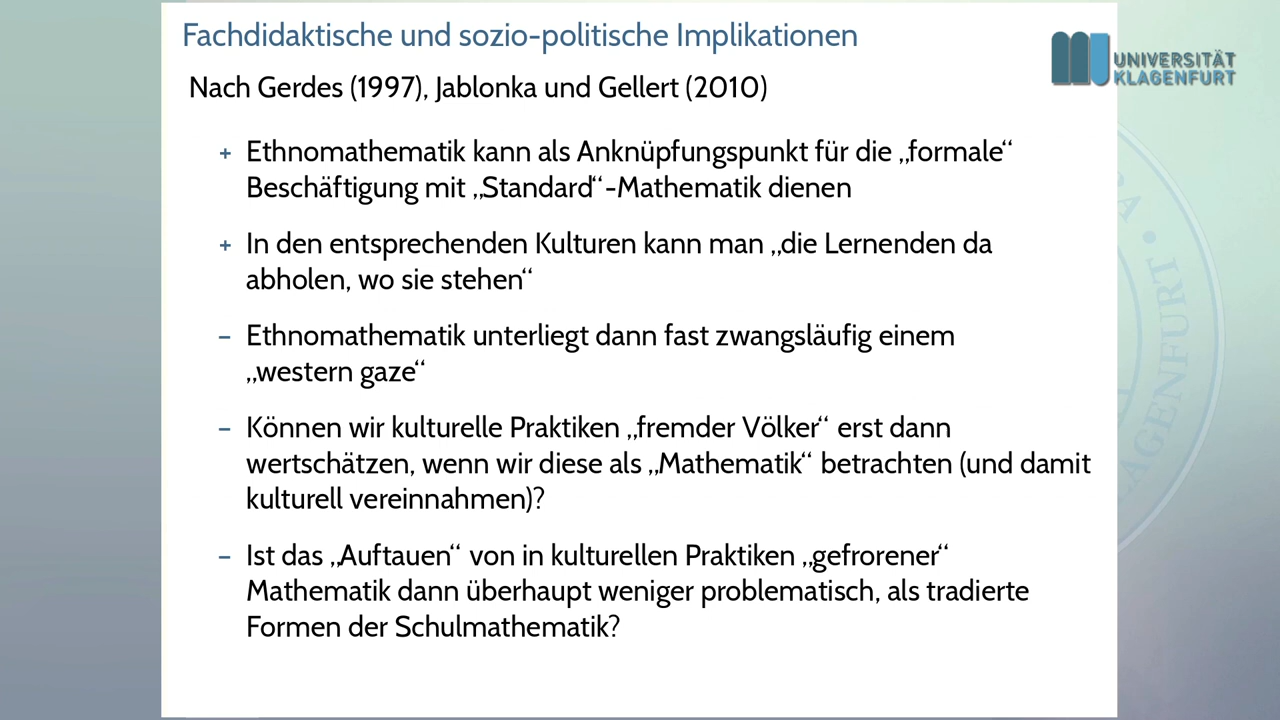 Fachdidaktische und sozio-politische Implikationen
UNIVERSITÄT
KLAGENFURT
Nach Gerdes (1997), Jablonka und Gellert (2010)
+ Ethnomathematik kann als Anknüpfungspunkt für die „formale“
Beschäftigung mit „Standard“-Mathematik dienen
+ In den entsprechenden Kulturen kann man „die Lernenden da
abholen, wo sie stehen“
– Ethnomathematik unterliegt dann fast zwangsläufig einem
„western gaze“
– Können wir kulturelle Praktiken „fremder Völker“ erst dann
wertschätzen, wenn wir diese als „Mathematik“ betrachten (und damit
kulturell vereinnahmen)?
– Ist das „Auftauen“ von in kulturellen Praktiken „gefrorener“
Mathematik dann überhaupt weniger problematisch, als tradierte
Formen der Schulmathematik?